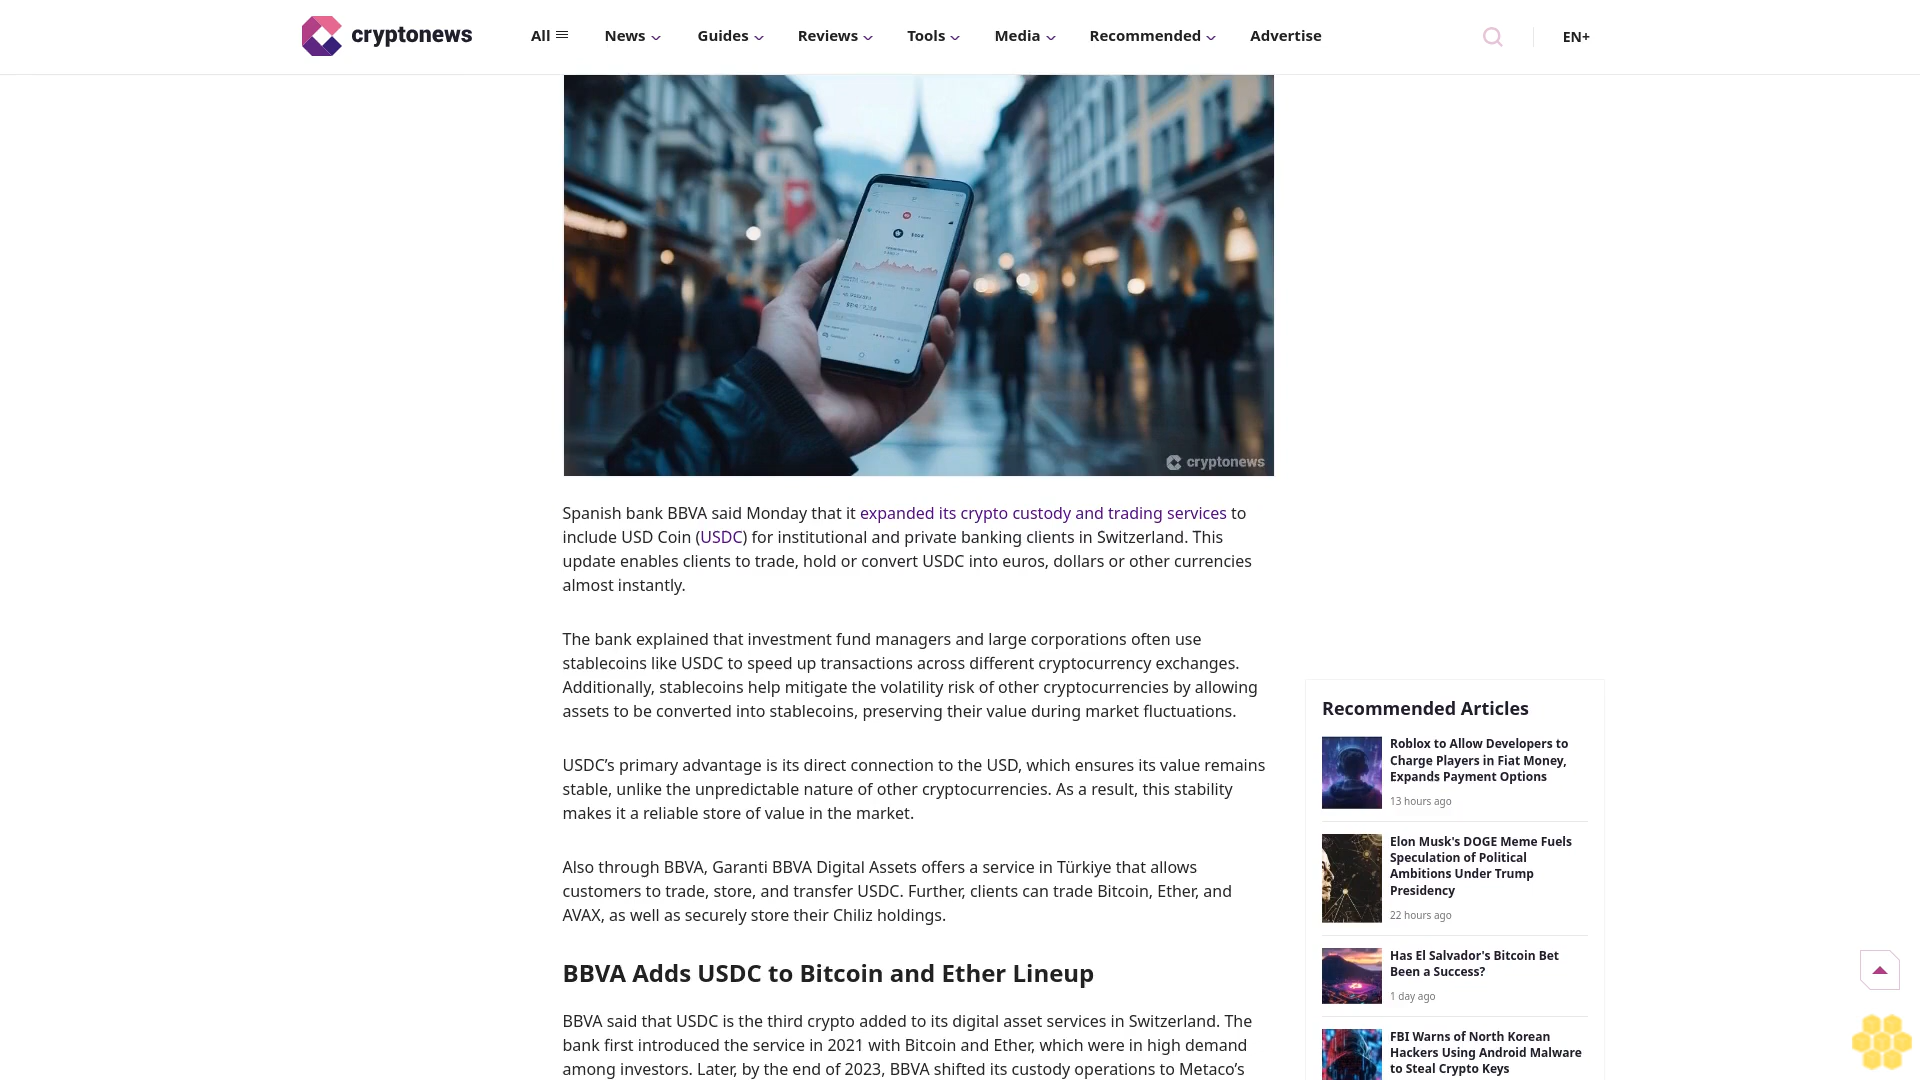 cryptonews
All
News
Guides
Reviews
Tools
Media
Recommended
Advertise
EN+
cryptonews
Spanish bank BBVA said Monday that it expanded its crypto custody and trading services to
include USD Coin (USDC) for institutional and private banking clients in Switzerland. This
update enables clients to trade, hold or convert USDC into euros, dollars or other currencies
almost instantly.
The bank explained that investment fund managers and large corporations often use
stablecoins like USDC to speed up transactions across different cryptocurrency exchanges.
Additionally, stablecoins help mitigate the volatility risk of other cryptocurrencies by allowing
assets to be converted into stablecoins, preserving their value during market fluctuations.
USDC’s primary advantage is its direct connection to the USD, which ensures its value remains
stable, unlike the unpredictable nature of other cryptocurrencies. As a result, this stability
makes it a reliable store of value in the market.
Also through BBVA, Garanti BBVA Digital Assets offers a service in Türkiye that allows
customers to trade, store, and transfer USDC. Further, clients can trade Bitcoin, Ether, and
AVAX, as well as securely store their Chiliz holdings.
BBVA Adds USDC to Bitcoin and Ether Lineup
BBVA said that USDC is the third crypto added to its digital asset services in Switzerland. The
bank first introduced the service in 2021 with Bitcoin and Ether, which were in high demand
among investors. Later, by the end of 2023, BBVA shifted its custody operations to Metaco’s
Recommended Articles
Roblox to Allow Developers to
Charge Players in Fiat Money,
Expands Payment Options
13 hours ago
Elon Musk's DOGE Meme Fuels
Speculation of Political
Ambitions Under Trump
Presidency
22 hours ago
Has El Salvador's Bitcoin Bet
Been a Success?
1 day ago
FBI Warns of North Korean
Hackers Using Android Malware
to Steal Crypto Keys